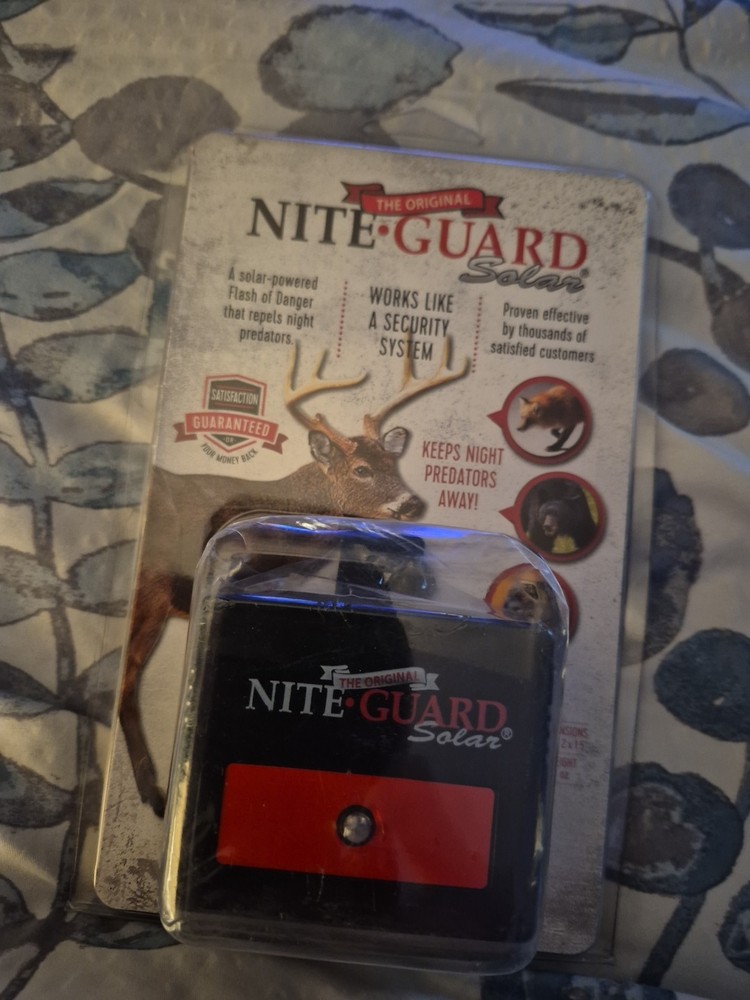 THE ORIGINAL
NITE•GUARD
Solar®
A solar-powered
Flash of Danger
that repels night
predators.
WORKS LIKE
A SECURITY
SYSTEM
Proven effective
by thousands of
satisfied customers
SATISFACTION
GUARANTEED
OR
YOUR MONEY BACK
KEEPS NIGHT
PREDATORS
AWAY!
THE ORIGINAL
NITE•GUARD
Solar®